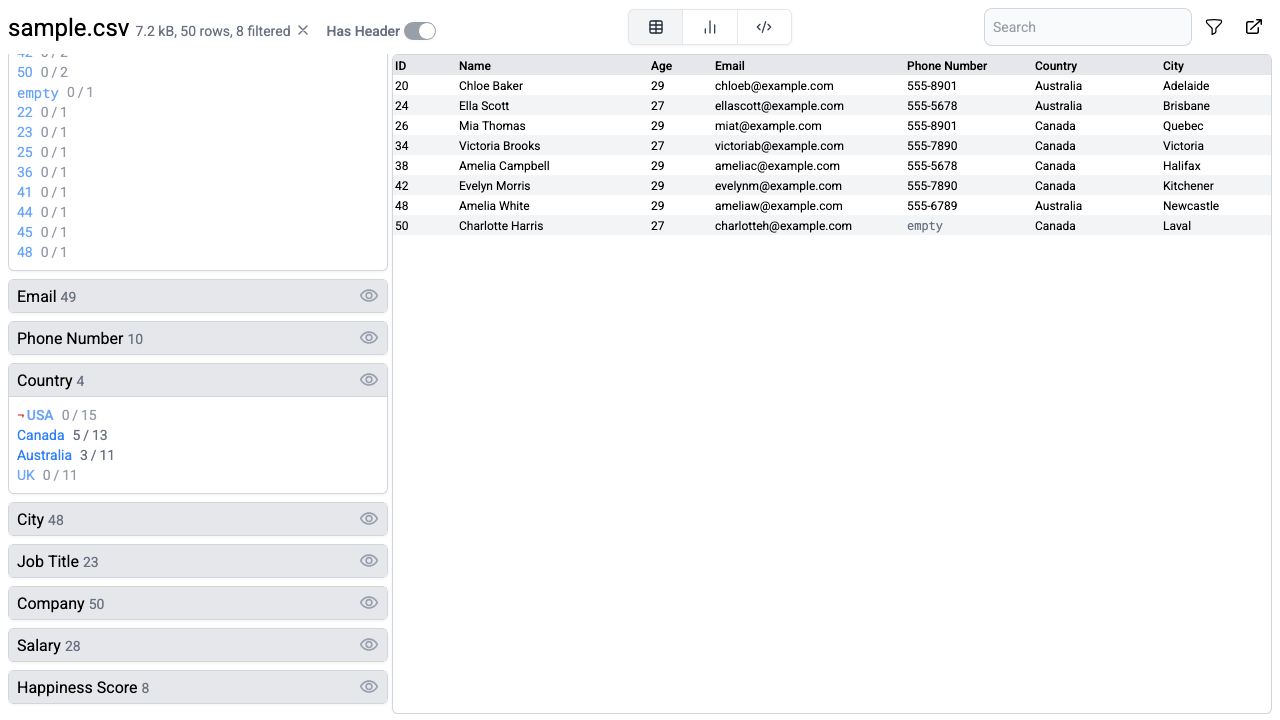 sample.csv 7.2 kB, 50 rows, 8 filtered Has Header Search
42 0 / 2
50 0 / 2
empty 0 / 1
22 0 / 1
23 0 / 1
25 0 / 1
36 0 / 1
41 0 / 1
44 0 / 1
45 0 / 1
48 0 / 1
Email 49
Phone Number 10
Country 4
¬ USA 0 / 15
Canada 5 / 13
Australia 3 / 11
UK 0 / 11
City 48
Job Title 23
Company 50
Salary 28
Happiness Score 8
ID Name Age Email Phone Number Country City
20 Chloe Baker 29 chloeb@example.com 555-8901 Australia Adelaide
24 Ella Scott 27 ellascott@example.com 555-5678 Australia Brisbane
26 Mia Thomas 29 miat@example.com 555-8901 Canada Quebec
34 Victoria Brooks 27 victoriab@example.com 555-7890 Canada Victoria
38 Amelia Campbell 29 ameliac@example.com 555-5678 Canada Halifax
42 Evelyn Morris 29 evelynm@example.com 555-7890 Canada Kitchener
48 Amelia White 29 ameliaw@example.com 555-6789 Australia Newcastle
50 Charlotte Harris 27 charlotteh@example.com empty Canada Laval